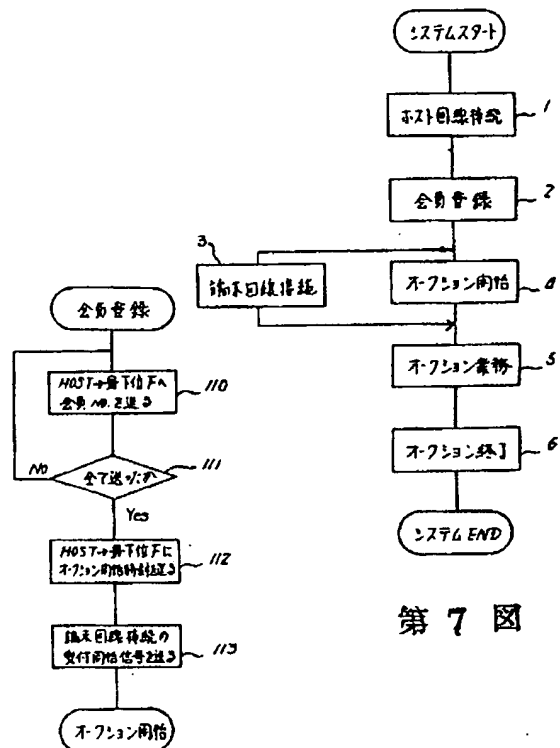 システムスタート
ホスト回線接続
1
会員登録
2
3
端末回線接続
オークション開始
4
オークション業務
5
オークション終了
6
システムEND
第7図
会員登録
HOST→最下位下へ
会員NO.を送る
110
全て送ったか
111
No
Yes
HOST→最下位下に
オークション開始時刻を送る
112
端末回線接続の
受付開始信号を送る
113
オークション開始